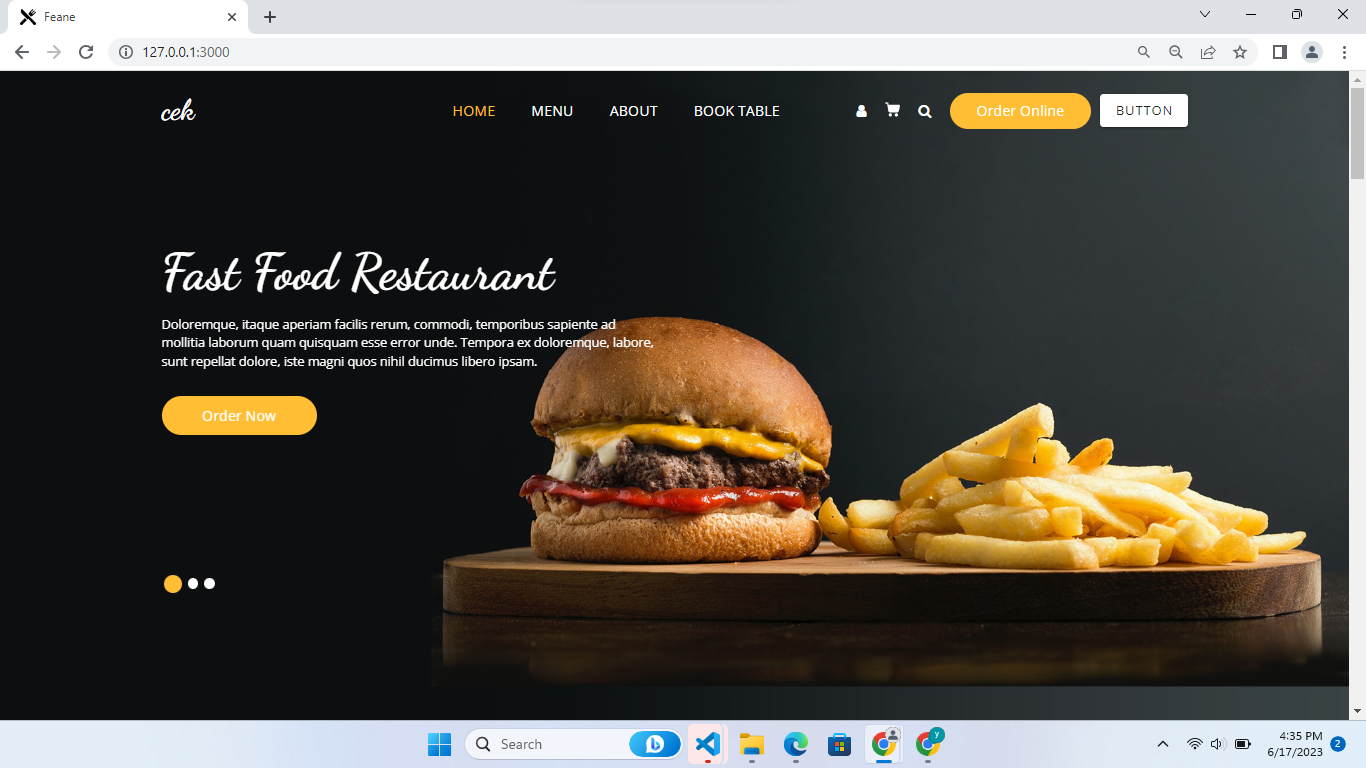 Feane
127.0.0.1:3000
cek
HOME MENU ABOUT BOOK TABLE Order Online BUTTON
Fast Food Restaurant
Doloremque, itaque aperiam facilis rerum, commodi, temporibus sapiente ad
mollitia laborum quam quisquam esse error unde. Tempora ex doloremque, labore,
sunt repellat dolore, iste magni quos nihil ducimus libero ipsam.
Order Now
Search
y
4:35 PM
6/17/2023
2